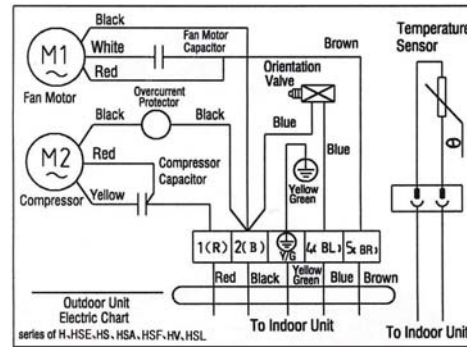 Black
White
Red
M1
~
Fan Motor
Fan Motor
Capacitor
Brown
Temperature
Sensor
Orientation
Valve
Overcurrent
Protector
Black
Black
Blue
Blue
M2
~
Compressor
Red
Yellow
Compressor
Capacitor
Yellow
Green
θ
1(R)
2(B)
Y/G
4(BL)
5(BR)
Red
Black
Yellow
Green
Blue
Brown
Outdoor Unit
Electric Chart
series of H、HSE、HS、HSA、HSF、HV、HSL
To Indoor Unit
To Indoor Unit